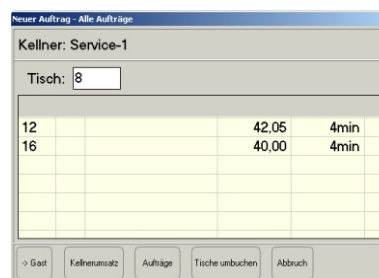 Neuer Auftrag - Alle Aufträge
Kellner: Service-1
Tisch: 8
12 42,05 4min
16 40,00 4min
-> Gast Kellnerumsatz Aufträge Tische umbuchen Abbruch